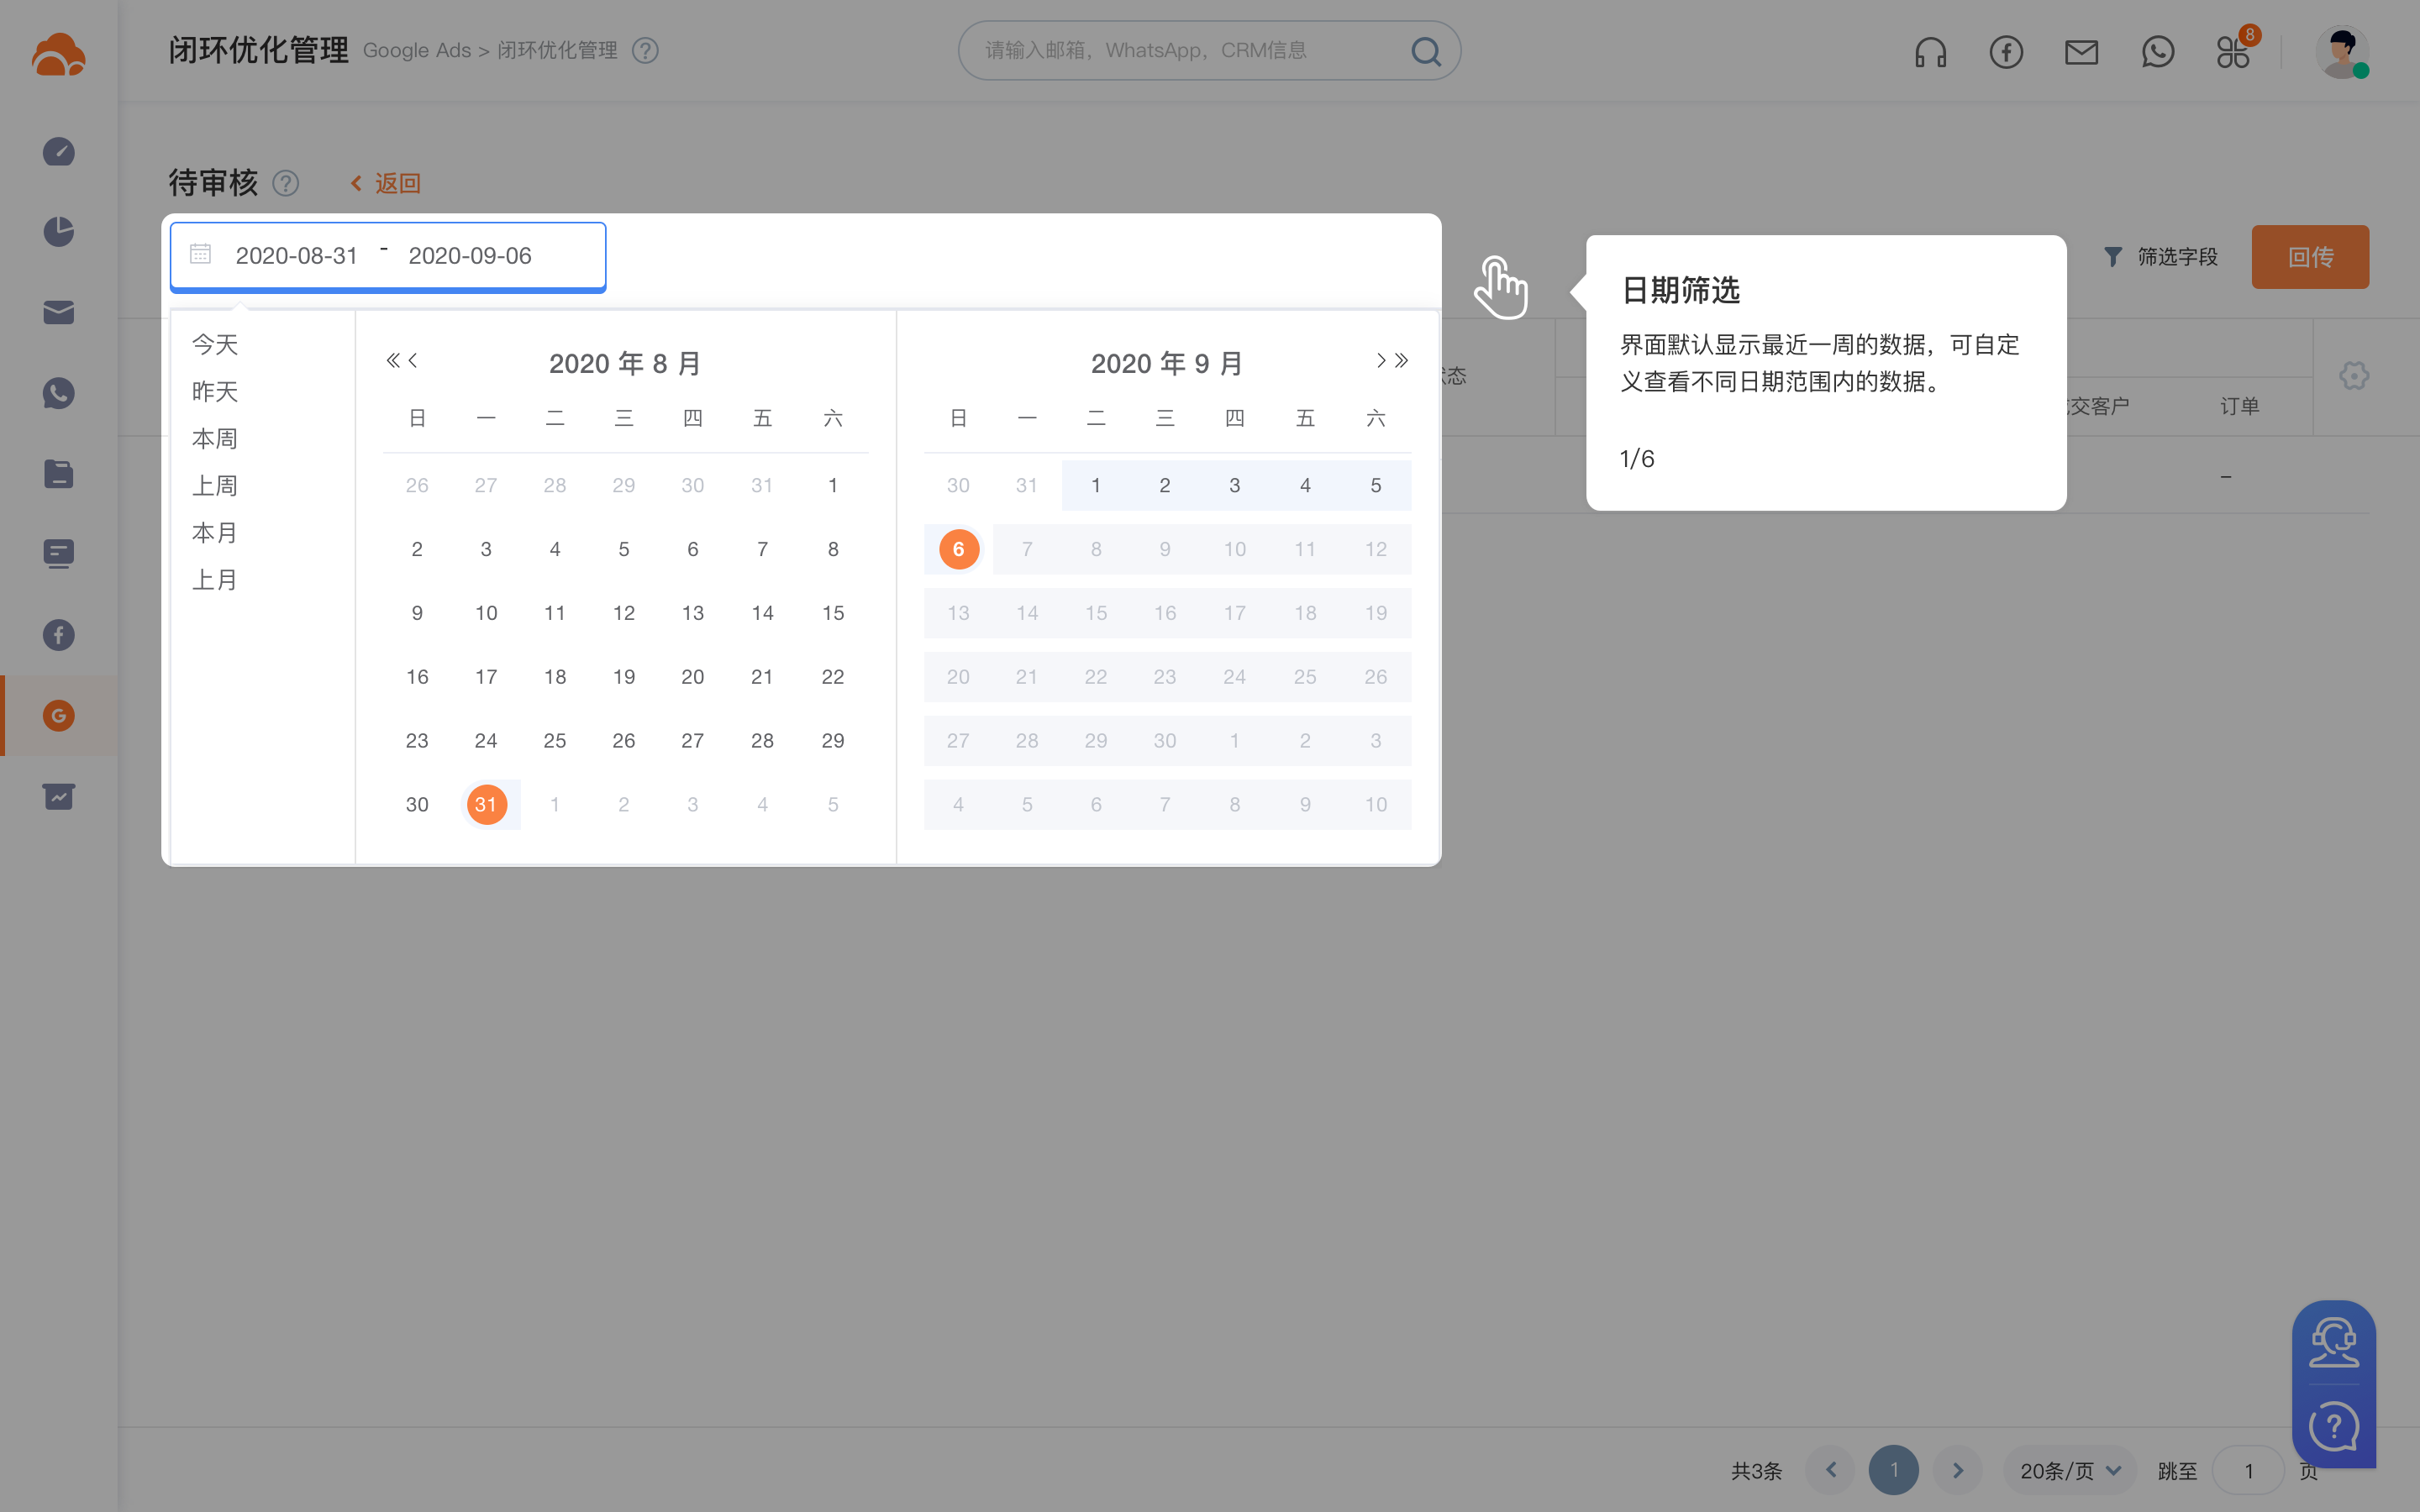 闭环优化管理 Google Ads > 闭环优化管理 ?
请输入邮箱，WhatsApp，CRM信息
8
待审核 ? 返回
2020-08-31 - 2020-09-06
筛选字段 回传
今天
昨天
本周
上周
本月
上月
2020 年 8 月
日 一 二 三 四 五 六
26 27 28 29 30 31 1
2 3 4 5 6 7 8
9 10 11 12 13 14 15
16 17 18 19 20 21 22
23 24 25 26 27 28 29
30 31 1 2 3 4 5
2020 年 9 月
日 一 二 三 四 五 六
30 31 1 2 3 4 5
6 7 8 9 10 11 12
13 14 15 16 17 18 19
20 21 22 23 24 25 26
27 28 29 30 1 2 3
4 5 6 7 8 9 10
日期筛选
界面默认显示最近一周的数据，可自定
义查看不同日期范围内的数据。
1/6
态
交客户 订单
–
共3条 1 20条/页 跳至 1 页